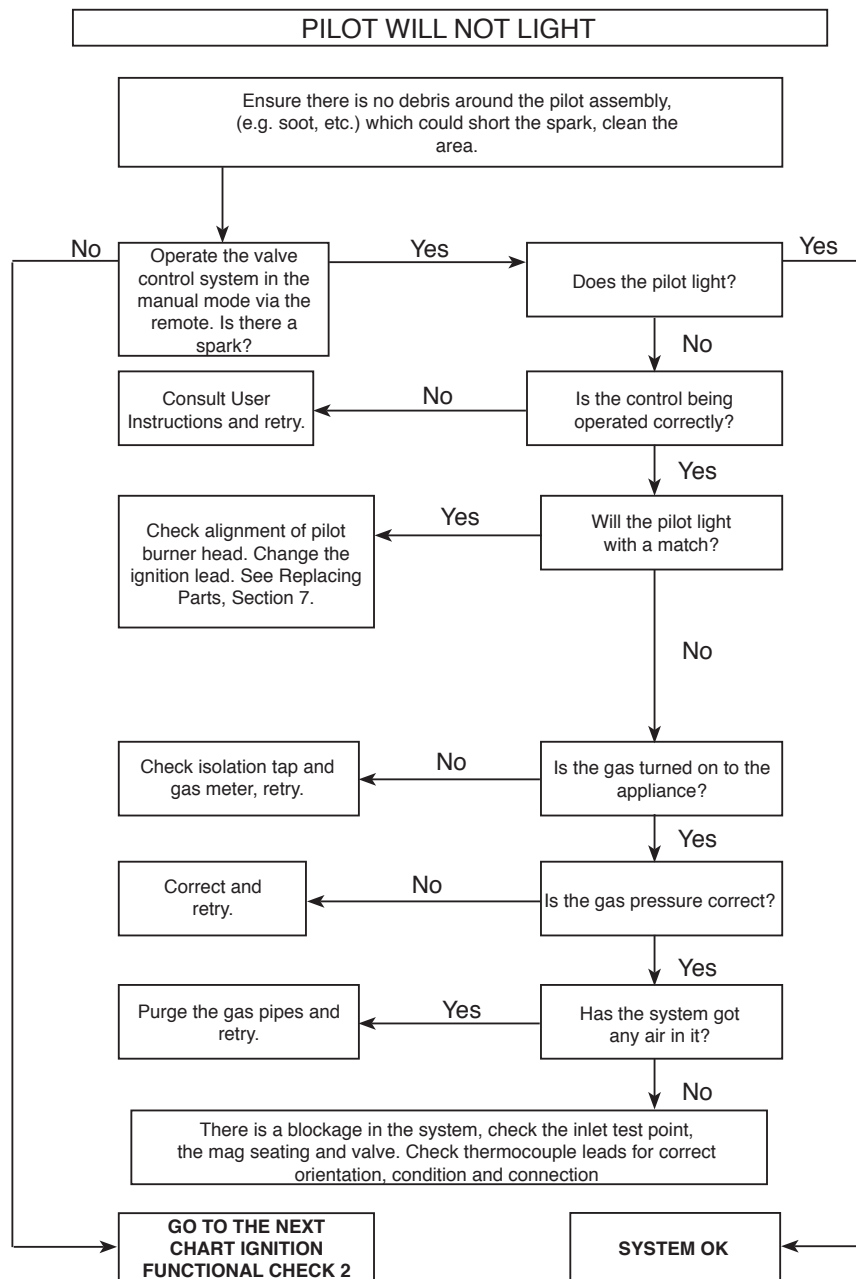 PILOT WILL NOT LIGHT
Ensure there is no debris around the pilot assembly,
(e.g. soot, etc.) which could short the spark, clean the
area.
No
Operate the valve
control system in the
manual mode via the
remote. Is there a
spark?
Yes
Does the pilot light?
Yes
No
Consult User
Instructions and retry.
No
Is the control being
operated correctly?
Yes
Check alignment of pilot
burner head. Change the
ignition lead. See Replacing
Parts, Section 7.
Yes
Will the pilot light
with a match?
No
Check isolation tap and
gas meter, retry.
No
Is the gas turned on to the
appliance?
Yes
Correct and
retry.
No
Is the gas pressure correct?
Yes
Purge the gas pipes and
retry.
Yes
Has the system got
any air in it?
No
There is a blockage in the system, check the inlet test point,
the mag seating and valve. Check thermocouple leads for correct
orientation, condition and connection
GO TO THE NEXT
CHART IGNITION
FUNCTIONAL CHECK 2
SYSTEM OK